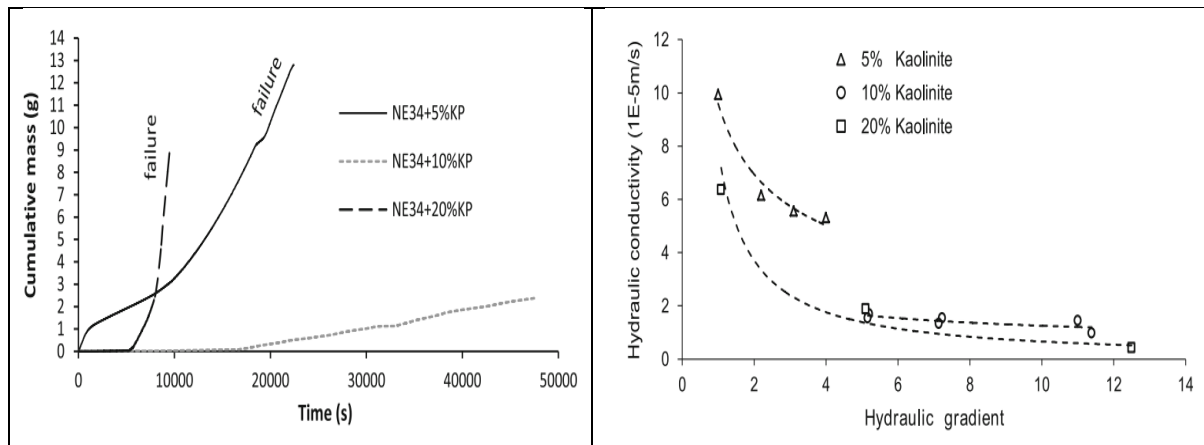 Cumulative mass (g)
14
13
12
11
10
9
8
7
6
5
4
3
2
1
0
failure
failure
NE34+5%KP
NE34+10%KP
NE34+20%KP
0 10000 20000 30000 40000 50000
Time (s)
Hydraulic conductivity (1E-5m/s)
12
10
8
6
4
2
0
5% Kaolinite
10% Kaolinite
20% Kaolinite
0 2 4 6 8 10 12 14
Hydraulic gradient